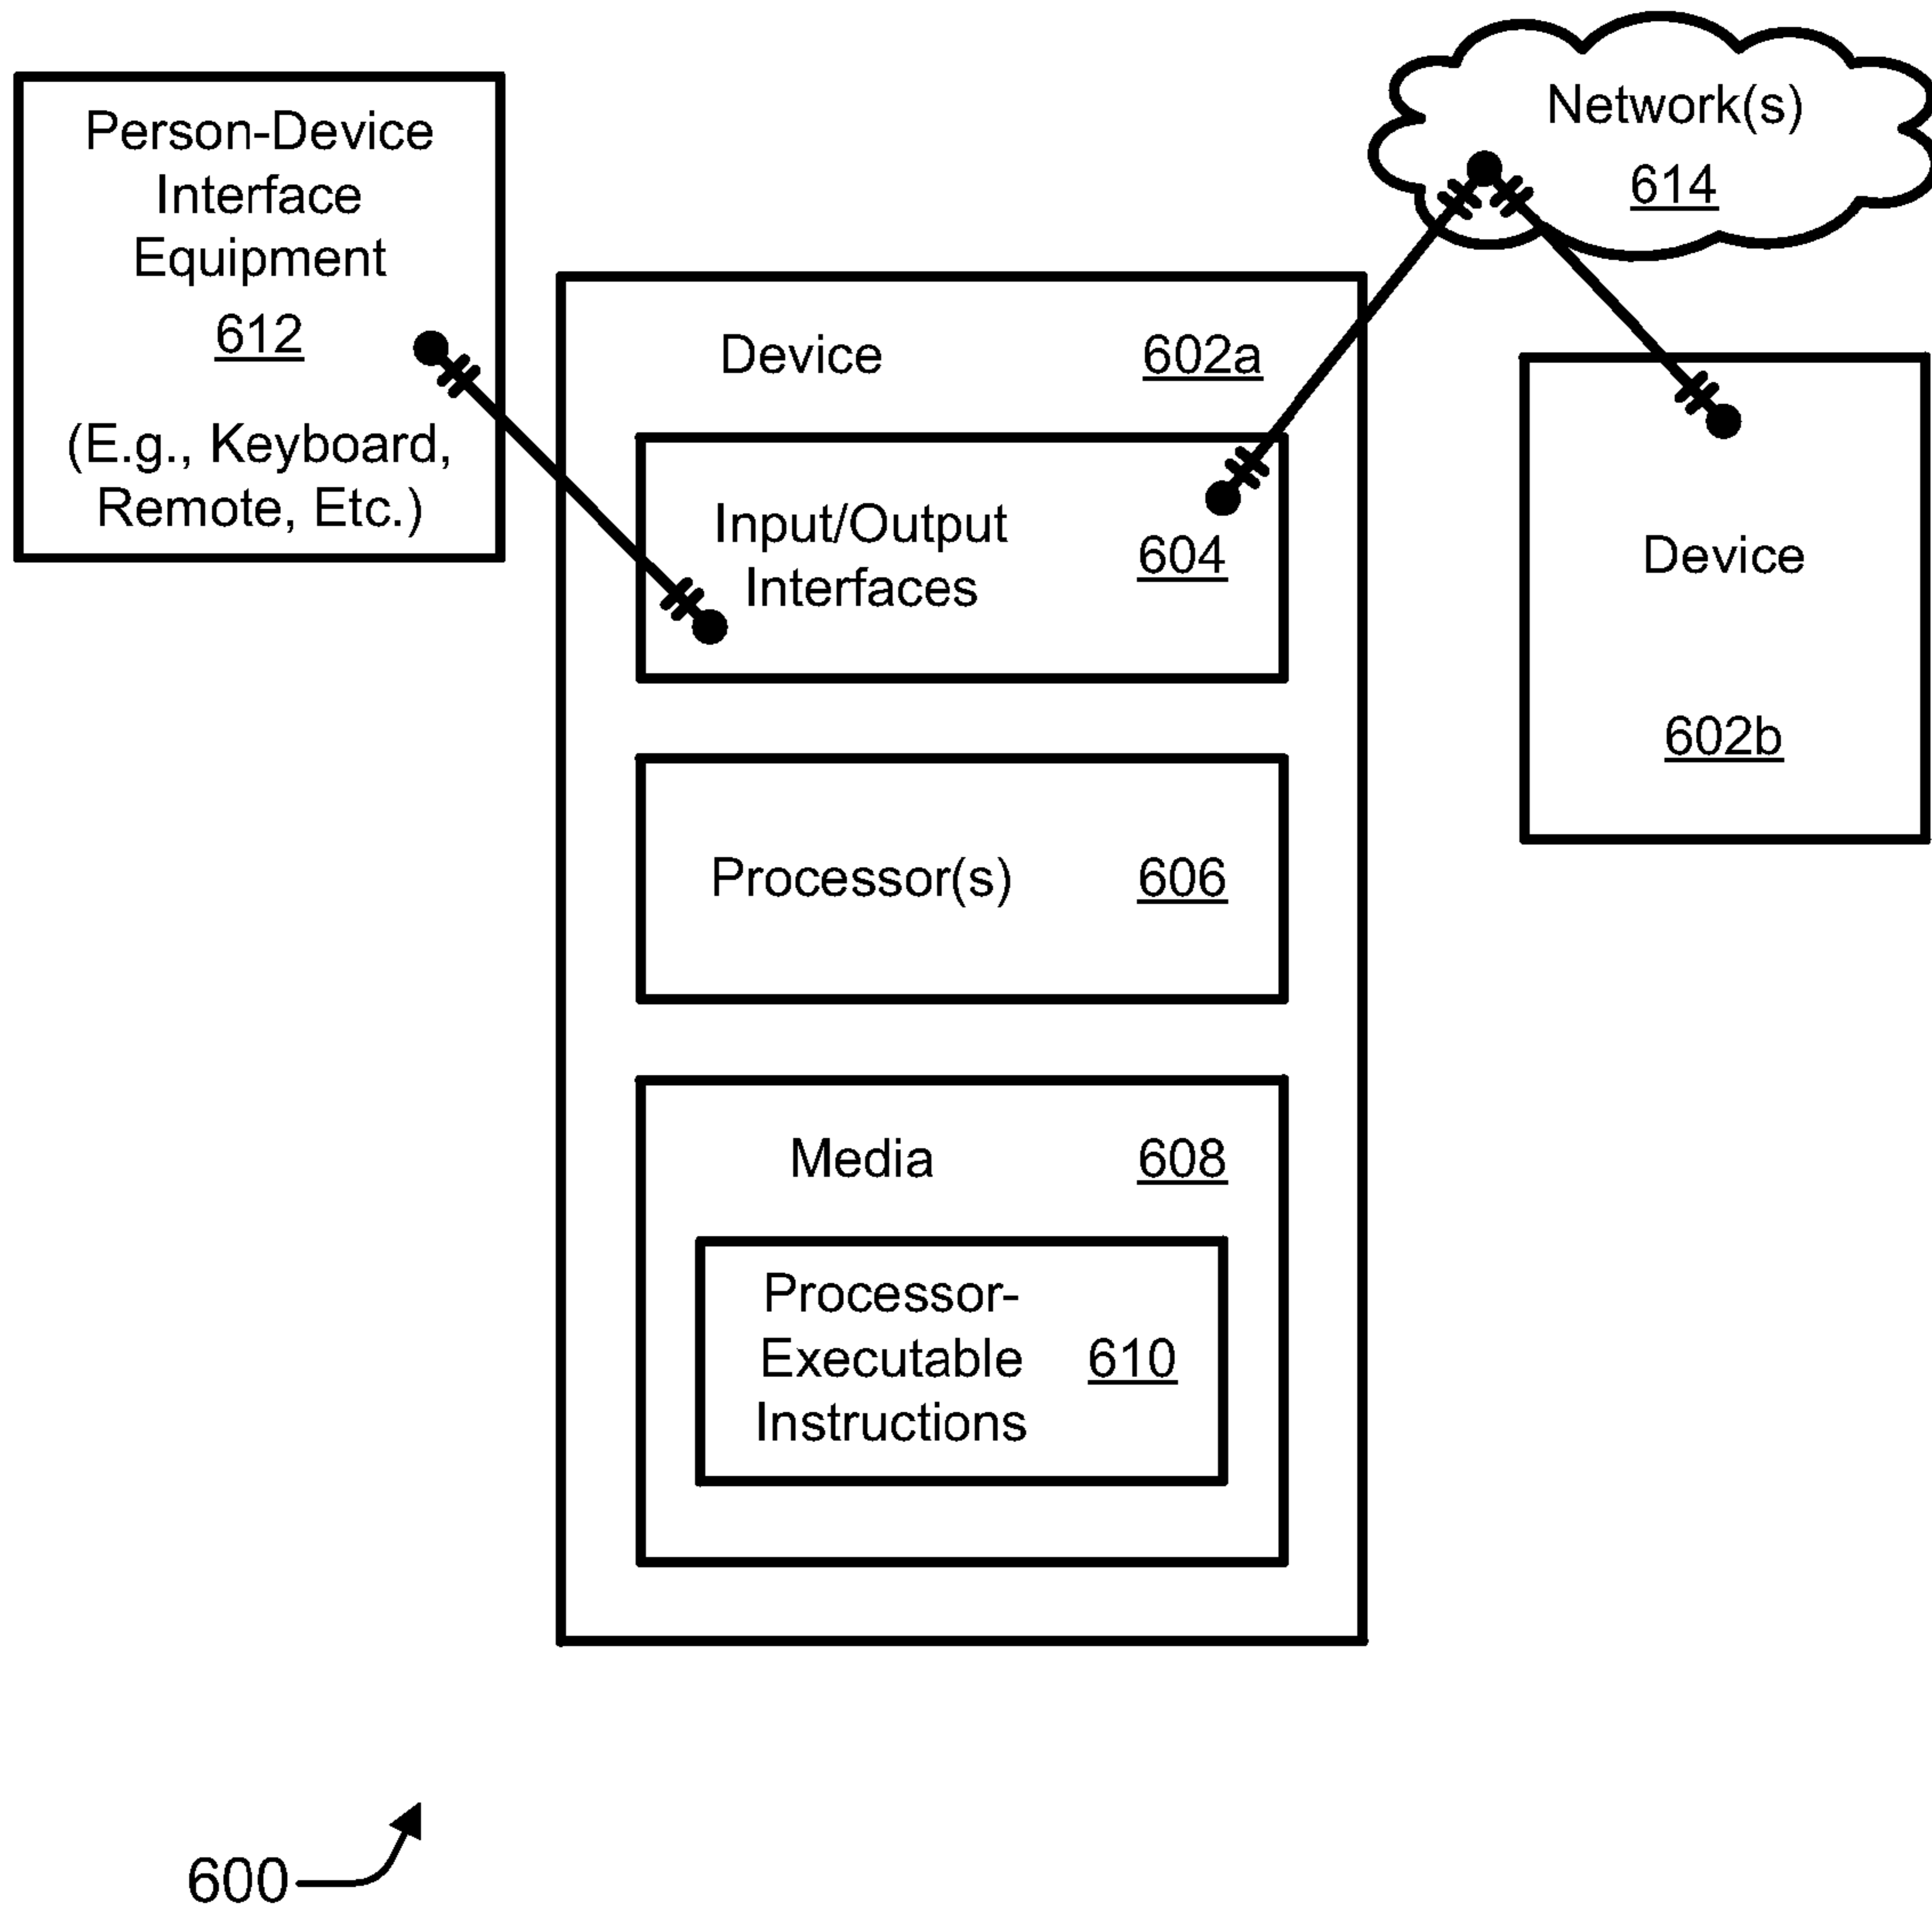 Person-Device
Interface
Equipment
612
(E.g., Keyboard,
Remote, Etc.)
Network(s)
614
Device 602a
Input/Output
Interfaces
604
Device
602b
Processor(s) 606
Media 608
Processor-
Executable
Instructions
610
600